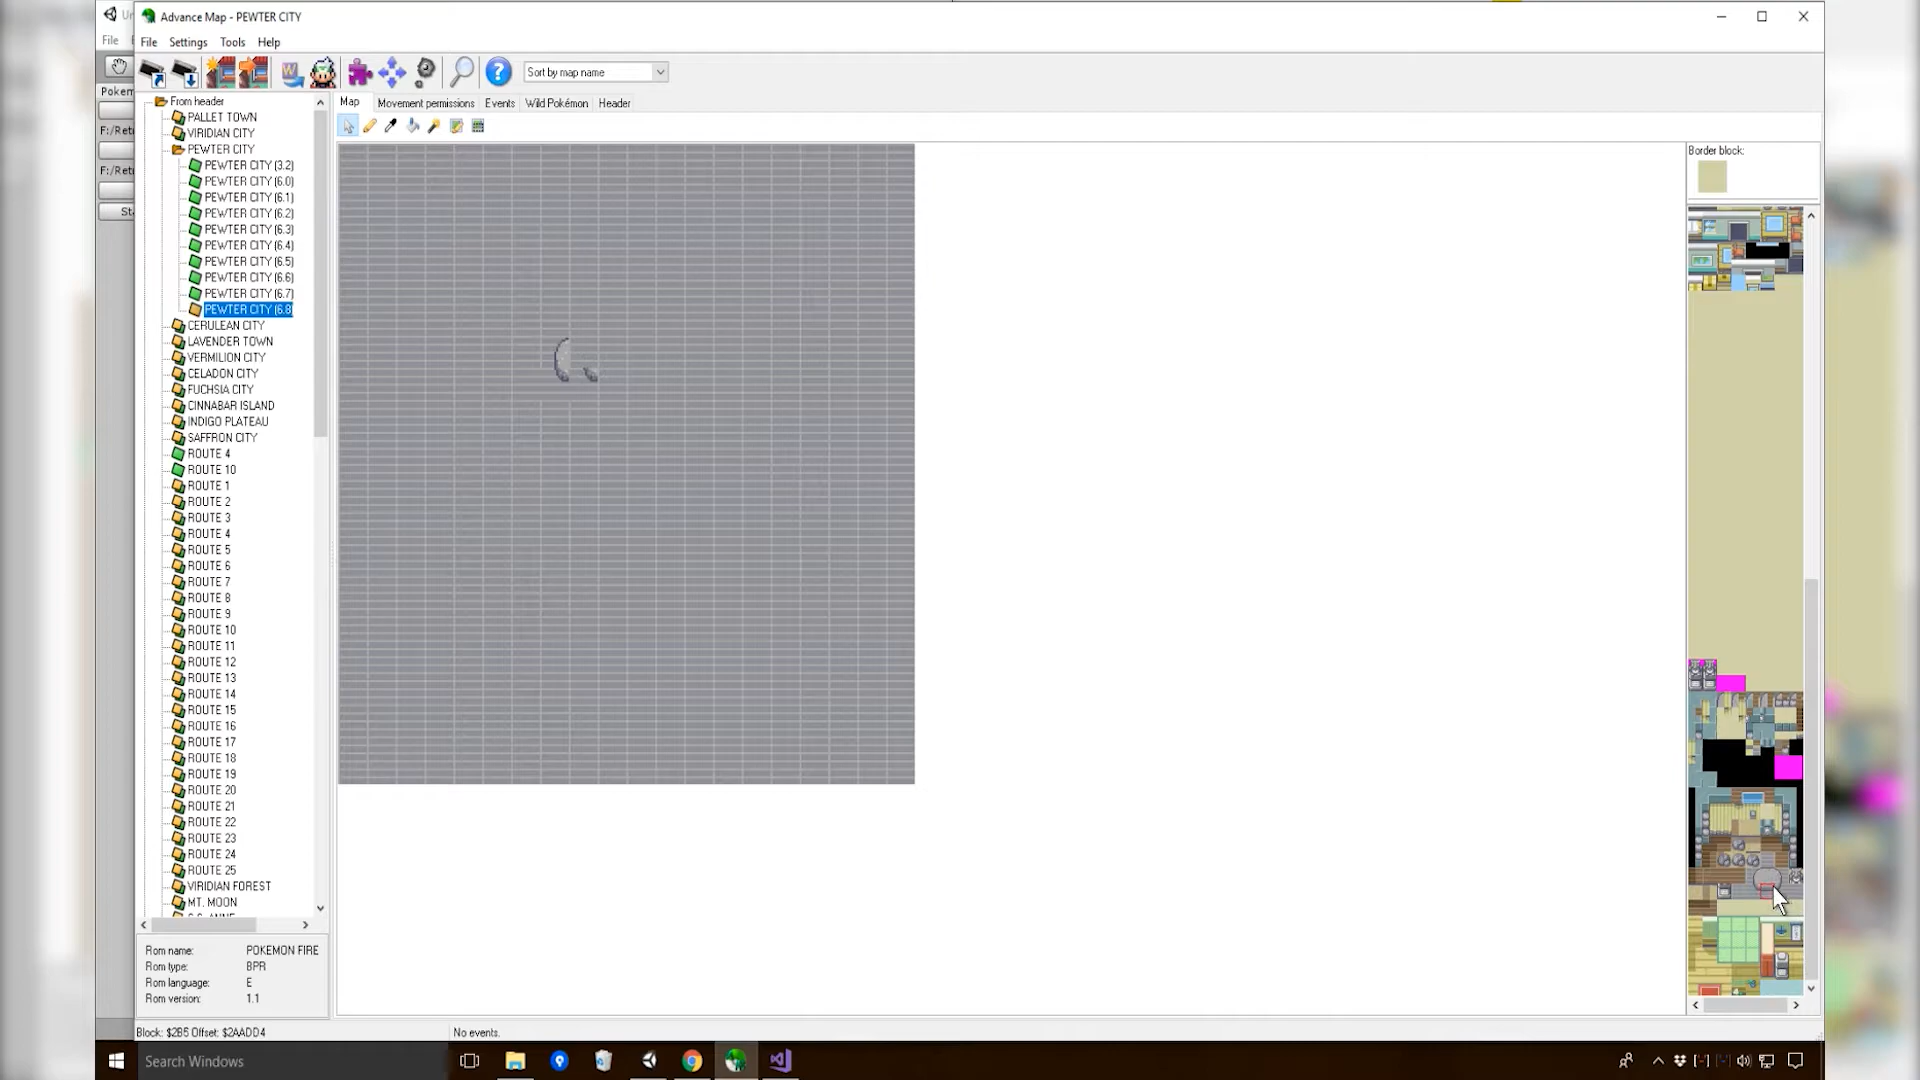 Advance Map - PEWTER CITY
File
File Settings Tools Help
Sort by map name
Pokem
F:/Ret
F:/Ret
St
Map Movement permissions Events Wild Pokémon Header
From header
PALLET TOWN
VIRIDIAN CITY
PEWTER CITY
PEWTER CITY (3.2)
PEWTER CITY (6.0)
PEWTER CITY (6.1)
PEWTER CITY (6.2)
PEWTER CITY (6.3)
PEWTER CITY (6.4)
PEWTER CITY (6.5)
PEWTER CITY (6.6)
PEWTER CITY (6.7)
PEWTER CITY (6.8)
CERULEAN CITY
LAVENDER TOWN
VERMILION CITY
CELADON CITY
FUCHSIA CITY
CINNABAR ISLAND
INDIGO PLATEAU
SAFFRON CITY
ROUTE 4
ROUTE 10
ROUTE 1
ROUTE 2
ROUTE 3
ROUTE 4
ROUTE 5
ROUTE 6
ROUTE 7
ROUTE 8
ROUTE 9
ROUTE 10
ROUTE 11
ROUTE 12
ROUTE 13
ROUTE 14
ROUTE 15
ROUTE 16
ROUTE 17
ROUTE 18
ROUTE 19
ROUTE 20
ROUTE 21
ROUTE 22
ROUTE 23
ROUTE 24
ROUTE 25
VIRIDIAN FOREST
MT. MOON
Border block:
Rom name: POKEMON FIRE
Rom type: BPR
Rom language: E
Rom version: 1.1
Block: $2B5 Offset: $2AADD4
No events.
Search Windows